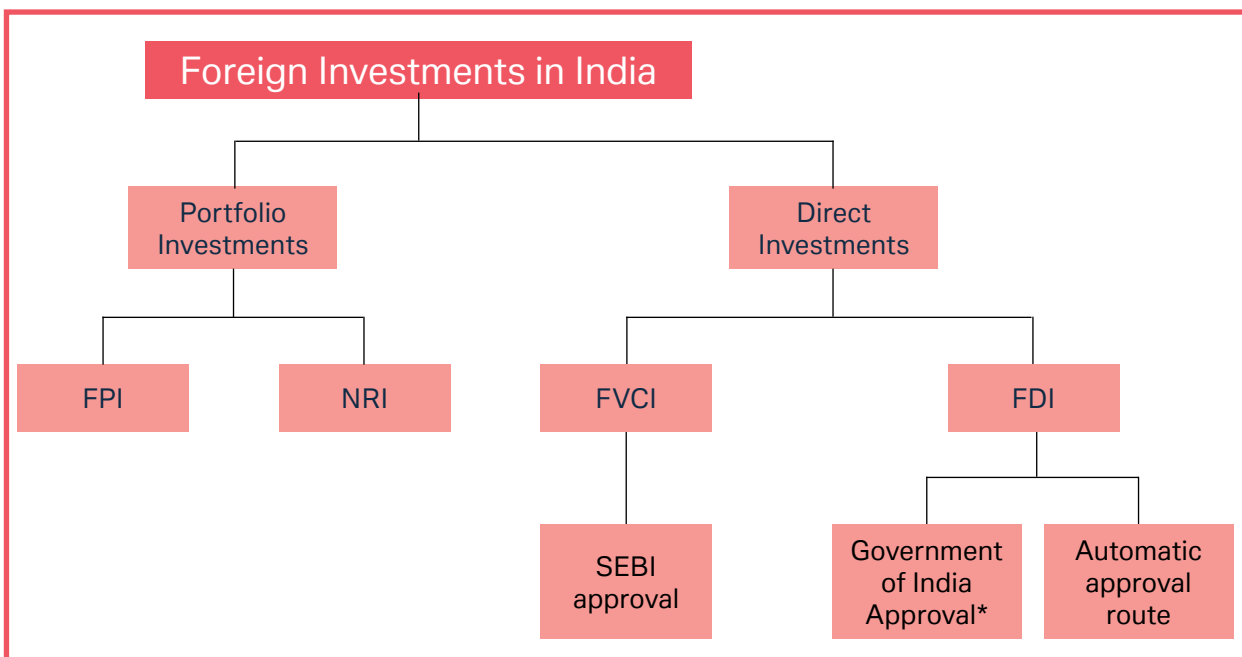 Foreign Investments in India
Portfolio
Investments
Direct
Investments
FPI
NRI
FVCI
FDI
SEBI
approval
Government
of India
Approval*
Automatic
approval
route